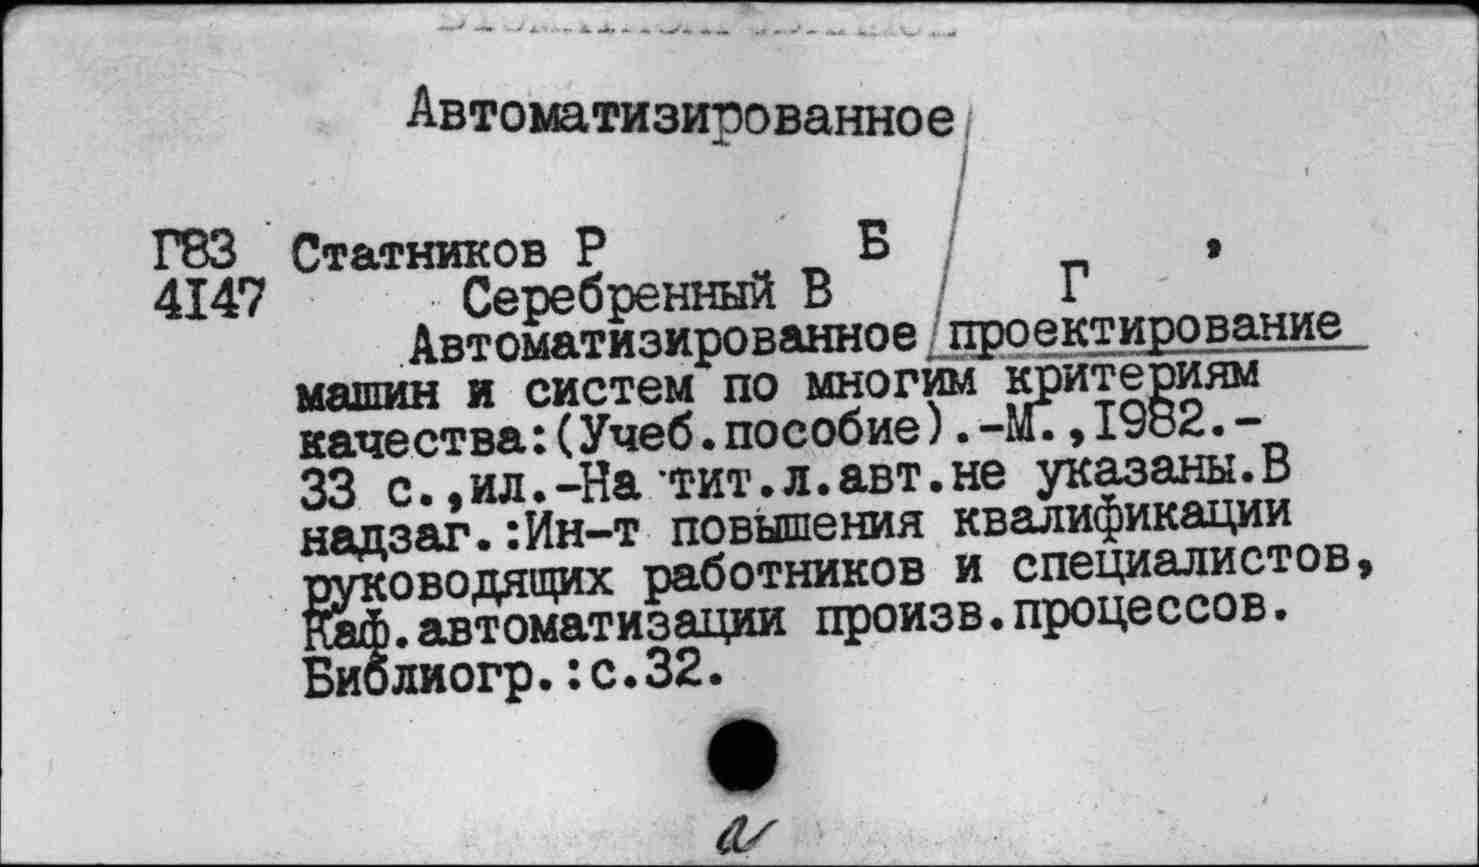 Автоматизированное
Г83 Статников Р Б ,
4147 Серебренный В Г
Автоматизированное проектирование
машин и систем по многим критериям
качества:(Учеб.пособие).-М.,1982.-
33 с.,ил.-На тит.л.авт.не указаны.В
надзаг.:Ин-т повышения квалификации
руководящих работников и специалистов,
Каф.автоматизации произв.процессов.
Библиогр.:с.32.